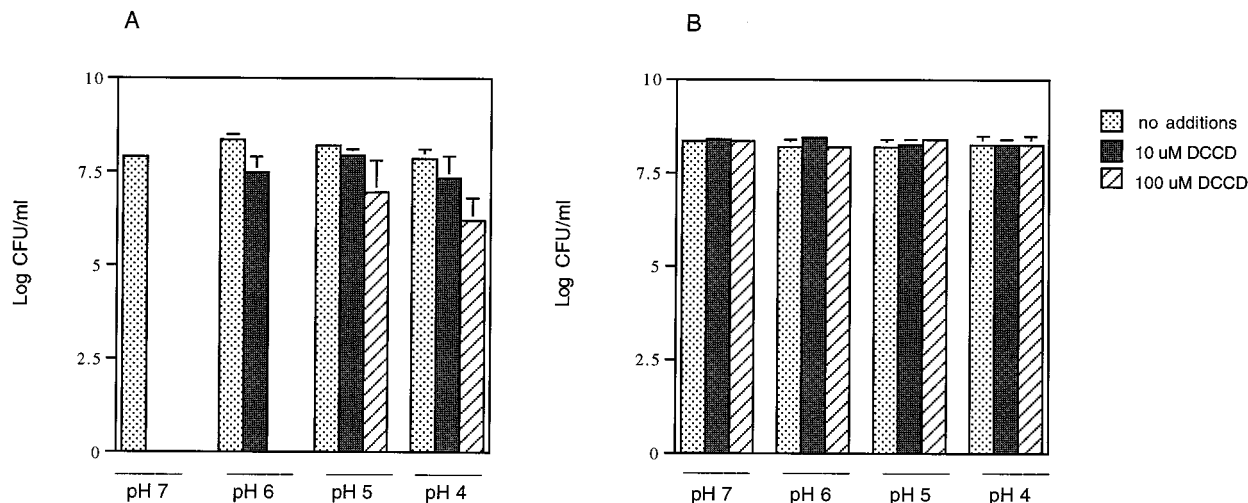 A
B
10
7.5
5
2.5
0
Log CFU/ml
pH 7
pH 6
pH 5
pH 4
10
7.5
5
2.5
0
Log CFU/ml
pH 7
pH 6
pH 5
pH 4
no additions
10 uM DCCD
100 uM DCCD